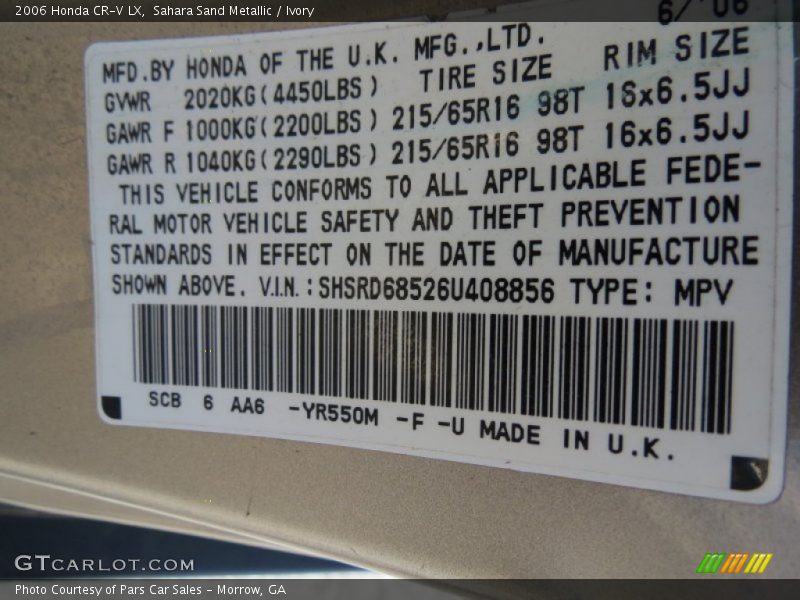 2006 Honda CR-V LX, Sahara Sand Metallic / Ivory
6/ 06
MFD.BY HONDA OF THE U.K. MFG.,LTD.
GVWR 2020KG(4450LBS) TIRE SIZE RIM SIZE
GAWR F 1000KG(2200LBS) 215/65R16 98T 16x6.5JJ
GAWR R 1040KG(2290LBS) 215/65R16 98T 16x6.5JJ
THIS VEHICLE CONFORMS TO ALL APPLICABLE FEDE-
RAL MOTOR VEHICLE SAFETY AND THEFT PREVENTION
STANDARDS IN EFFECT ON THE DATE OF MANUFACTURE
SHOWN ABOVE. V.I.N.:SHSRD68526U408856 TYPE: MPV
SCB 6 AA6 -YR550M -F -U MADE IN U.K.
GTCARLOT.COM
Photo Courtesy of Pars Car Sales - Morrow, GA